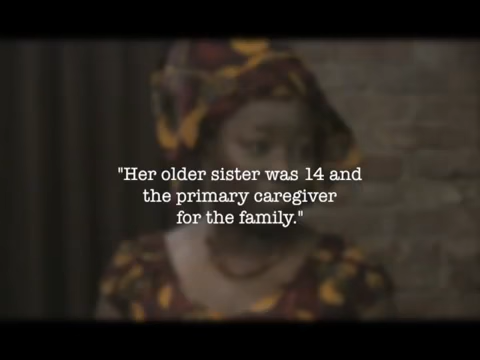 "Her older sister was 14 and
the primary caregiver
for the family."